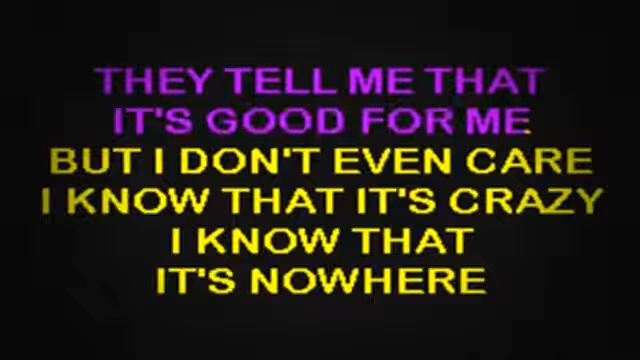 THEY TELL ME THAT
IT'S GOOD FOR ME
BUT I DON'T EVEN CARE
I KNOW THAT IT'S CRAZY
I KNOW THAT
IT'S NOWHERE